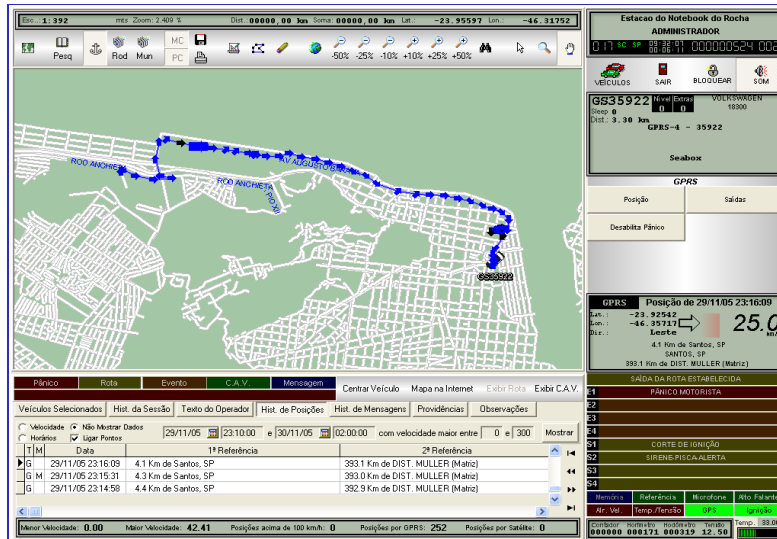 Esc.: 1:392 mts Zoom: 2.409 % Dist.: 00000,00 km Soma: 00000,00 km Lat.: -23.95597 Lon.: -46.31752
Pesq Rod Mun MC PC -50% -25% -10% +10% +25% +50%
ROD ANCHIETA
ROD ANCHIETA
GS35922
Pânico Rota Evento C.A.V. Mensagem Centrar Veículo Mapa na Internet Exibir Rota Exibir C.A.V.
Veículos Selecionados Hist. da Sessão Texto do Operador Hist. de Posições Hist. de Mensagens Providências Observações
Velocidade Não Mostrar Dados
Horários Ligar Pontos 29/11/05 23:10:00 e 30/11/05 02:00:00 com velocidade maior entre 0 e 300 Mostrar
T M Data 1ª Referência 2ª Referência
G 29/11/05 23:16:09 4.1 Km de Santos, SP 393.1 Km de DIST. MULLER (Matriz)
G M 29/11/05 23:15:31 4.3 Km de Santos, SP 393.0 Km de DIST. MULLER (Matriz)
G 29/11/05 23:14:58 4.4 Km de Santos, SP 392.9 Km de DIST. MULLER (Matriz)
Menor Velocidade: 0.00 Maior Velocidade: 42.41 Posições acima de 100 km/h: 0 Posições por GPRS: 252 Posições por Satélite: 0
Estacao do Notebook do Rocha
ADMINISTRADOR
017 SC SP 000000524 002
VEÍCULOS SAIR BLOQUEAR SOM
GS35922 Nivel Extras VOLKSWAGEN
Sleep 0 0 0 18300
Dist.: 3.30 km
GPRS-4 - 35922
Seabox
GPRS
Posição Saídas
Desabilita Pânico
GPRS Posição de 29/11/05 23:16:09
Lat.: -23.92542
Lon.: -46.35717
Dir.: Leste
25.0
4.1 Km de Santos, SP
SANTOS, SP
393.1 Km de DIST. MULLER (Matriz)
SAÍDA DA ROTA ESTABELECIDA
E1 PÂNICO MOTORISTA
E2
E3
E4
S1 CORTE DE IGNIÇÃO
S2 SIRENE-PISCA-ALERTA
S3
S4
Memória Referência Microfone Alto Falante
Alr. Vel. Temp./Tensão GPS Ignição
Contador Horímetro Hodômetro Tensão Temp. 33.00
000000 000171 000319 12.50